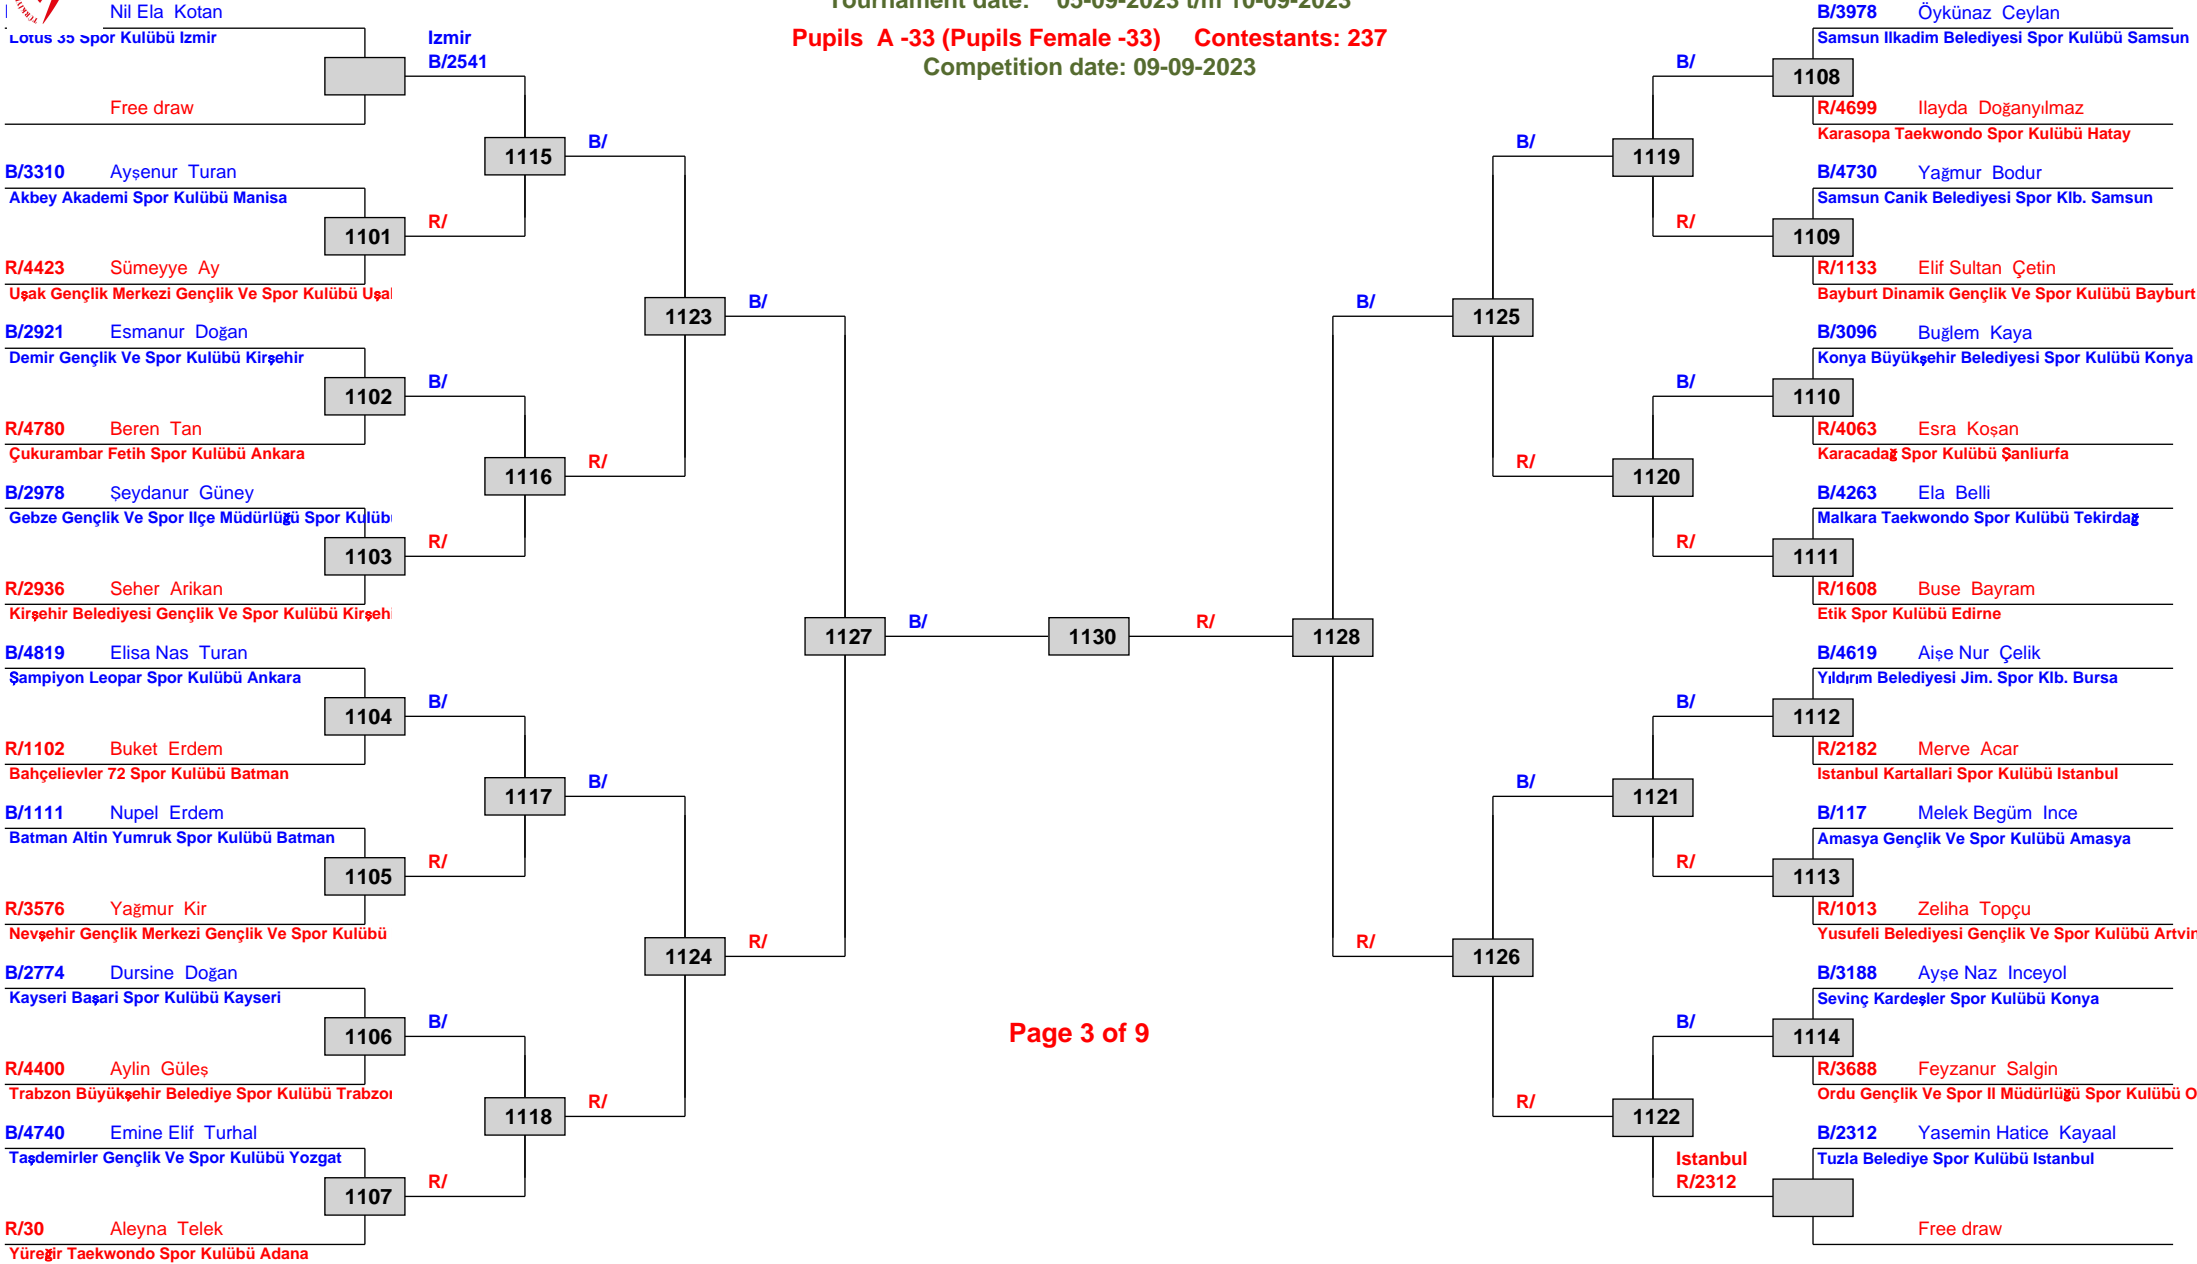 Tournament date: 05-09-2023 t/m 10-09-2023
Pupils A -33 (Pupils Female -33) Contestants: 237
Competition date: 09-09-2023
Nil Ela Kotan
Lotus 35 Spor Kulübü Izmir
Free draw
Izmir
B/2541
B/3310 Ayşenur Turan
Akbey Akademi Spor Kulübü Manisa
1101
R/4423 Sümeyye Ay
Uşak Gençlik Merkezi Gençlik Ve Spor Kulübü Uşa
R/
1115
B/
B/2921 Esmanur Doğan
Demir Gençlik Ve Spor Kulübü Kirşehir
1102
B/
R/4780 Beren Tan
Çukurambar Fetih Spor Kulübü Ankara
1116
R/
B/2978 Şeydanur Güney
Gebze Gençlik Ve Spor Ilçe Müdürlüğü Spor Kulüb
1103
R/
R/2936 Seher Arikan
Kirşehir Belediyesi Gençlik Ve Spor Kulübü Kirşeh
1123
B/
B/4819 Elisa Nas Turan
Şampiyon Leopar Spor Kulübü Ankara
1104
B/
R/1102 Buket Erdem
Bahçelievler 72 Spor Kulübü Batman
1117
B/
B/1111 Nupel Erdem
Batman Altin Yumruk Spor Kulübü Batman
1105
R/
R/3576 Yağmur Kir
Nevşehir Gençlik Merkezi Gençlik Ve Spor Kulübü
1124
R/
B/2774 Dursine Doğan
Kayseri Başari Spor Kulübü Kayseri
1106
B/
R/4400 Aylin Güleş
Trabzon Büyükşehir Belediye Spor Kulübü Trabzo
1118
R/
B/4740 Emine Elif Turhal
Taşdemirler Gençlik Ve Spor Kulübü Yozgat
1107
R/
R/30 Aleyna Telek
Yüreğir Taekwondo Spor Kulübü Adana
1127
B/
1130
R/
1128
Page 3 of 9
B/3978 Öykünaz Ceylan
Samsun Ilkadim Belediyesi Spor Kulübü Samsun
B/
1108
R/4699 Ilayda Doğanyılmaz
Karasopa Taekwondo Spor Kulübü Hatay
B/
1119
B/4730 Yağmur Bodur
Samsun Canik Belediyesi Spor Klb. Samsun
R/
1109
R/1133 Elif Sultan Çetin
Bayburt Dinamik Gençlik Ve Spor Kulübü Bayburt
B/
1125
B/3096 Buğlem Kaya
Konya Büyükşehir Belediyesi Spor Kulübü Konya
B/
1110
R/4063 Esra Koşan
Karacadağ Spor Kulübü Şanliurfa
R/
1120
B/4263 Ela Belli
Malkara Taekwondo Spor Kulübü Tekirdağ
R/
1111
R/1608 Buse Bayram
Etik Spor Kulübü Edirne
B/4619 Aişe Nur Çelik
Yıldırım Belediyesi Jim. Spor Klb. Bursa
B/
1112
R/2182 Merve Acar
Istanbul Kartallari Spor Kulübü Istanbul
B/
1121
B/117 Melek Begüm Ince
Amasya Gençlik Ve Spor Kulübü Amasya
R/
1113
R/1013 Zeliha Topçu
Yusufeli Belediyesi Gençlik Ve Spor Kulübü Artvin
R/
1126
B/3188 Ayşe Naz Inceyol
Sevinç Kardeşler Spor Kulübü Konya
B/
1114
R/3688 Feyzanur Salgin
Ordu Gençlik Ve Spor Il Müdürlüğü Spor Kulübü O
R/
1122
B/2312 Yasemin Hatice Kayaal
Tuzla Belediye Spor Kulübü Istanbul
Istanbul
R/2312
Free draw